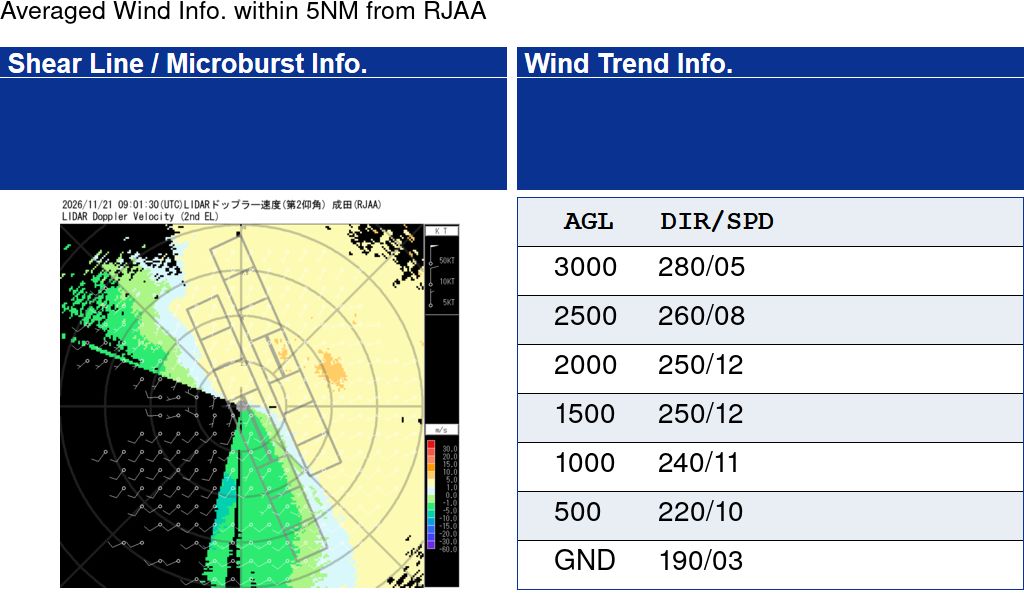 Averaged Wind Info. within 5NM from RJAA
Shear Line / Microburst Info.
Wind Trend Info.
2026/11/21 09:01:30(UTC)LIDARドップラー速度(第2仰角) 成田(RJAA)
LIDAR Doppler Velocity (2nd EL)
K T
50KT
10KT
5KT
m/s
30.0
20.0
15.0
10.0
5.0
1.0
0.0
-1.0
-5.0
-10.0
-15.0
-20.0
-30.0
-60.0
AGL DIR/SPD
3000 280/05
2500 260/08
2000 250/12
1500 250/12
1000 240/11
500 220/10
GND 190/03